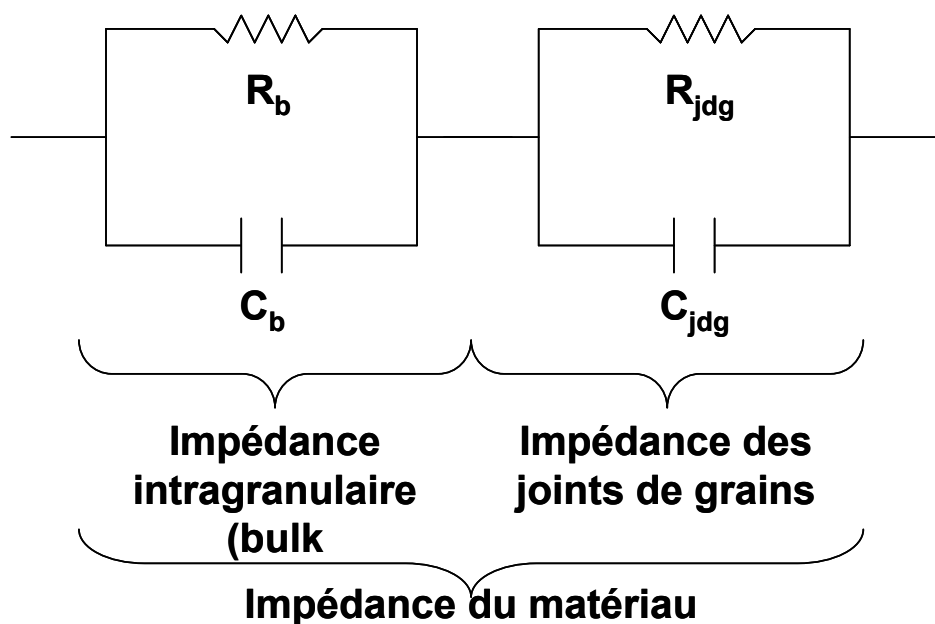 R_b
R_jdg
C_b
C_jdg
Impédance
intragranulaire
(bulk
Impédance des
joints de grains
Impédance du matériau